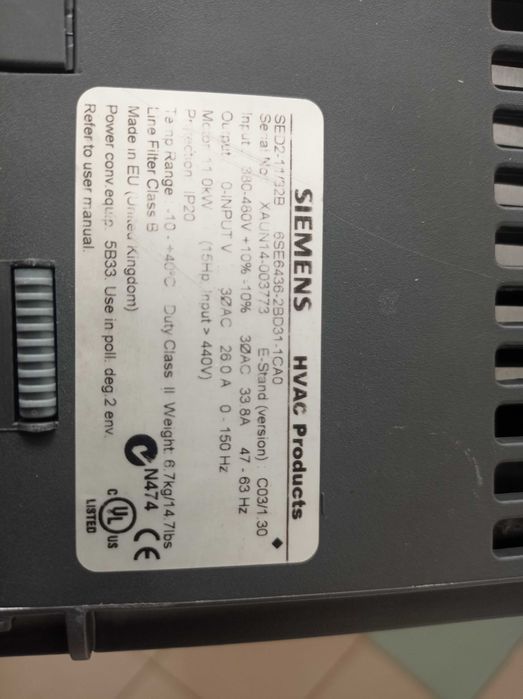 SIEMENS HVAC Products
SED2-11/32B 6SE6436-2BD31-1CA0
Serial No: XAUN14-003773 E-Stand (version) : C03/1.30
Input : 380-480V +10% -10% 3ØAC 33.8A 47 - 63 Hz
Output : 0-INPUT V 3ØAC 26.0 A 0 - 150 Hz
Motor 11.0kW (15Hp Input > 440V)
Protection : IP20
Temp Range -10 - +40°C Duty Class II Weight 6.7kg/14.7lbs
Line Filter Class B
Made in EU (United Kingdom)
Power conv.equip. 5B33. Use in poll. deg.2 env.
Refer to user manual.
N474
C UL US
LISTED
CE